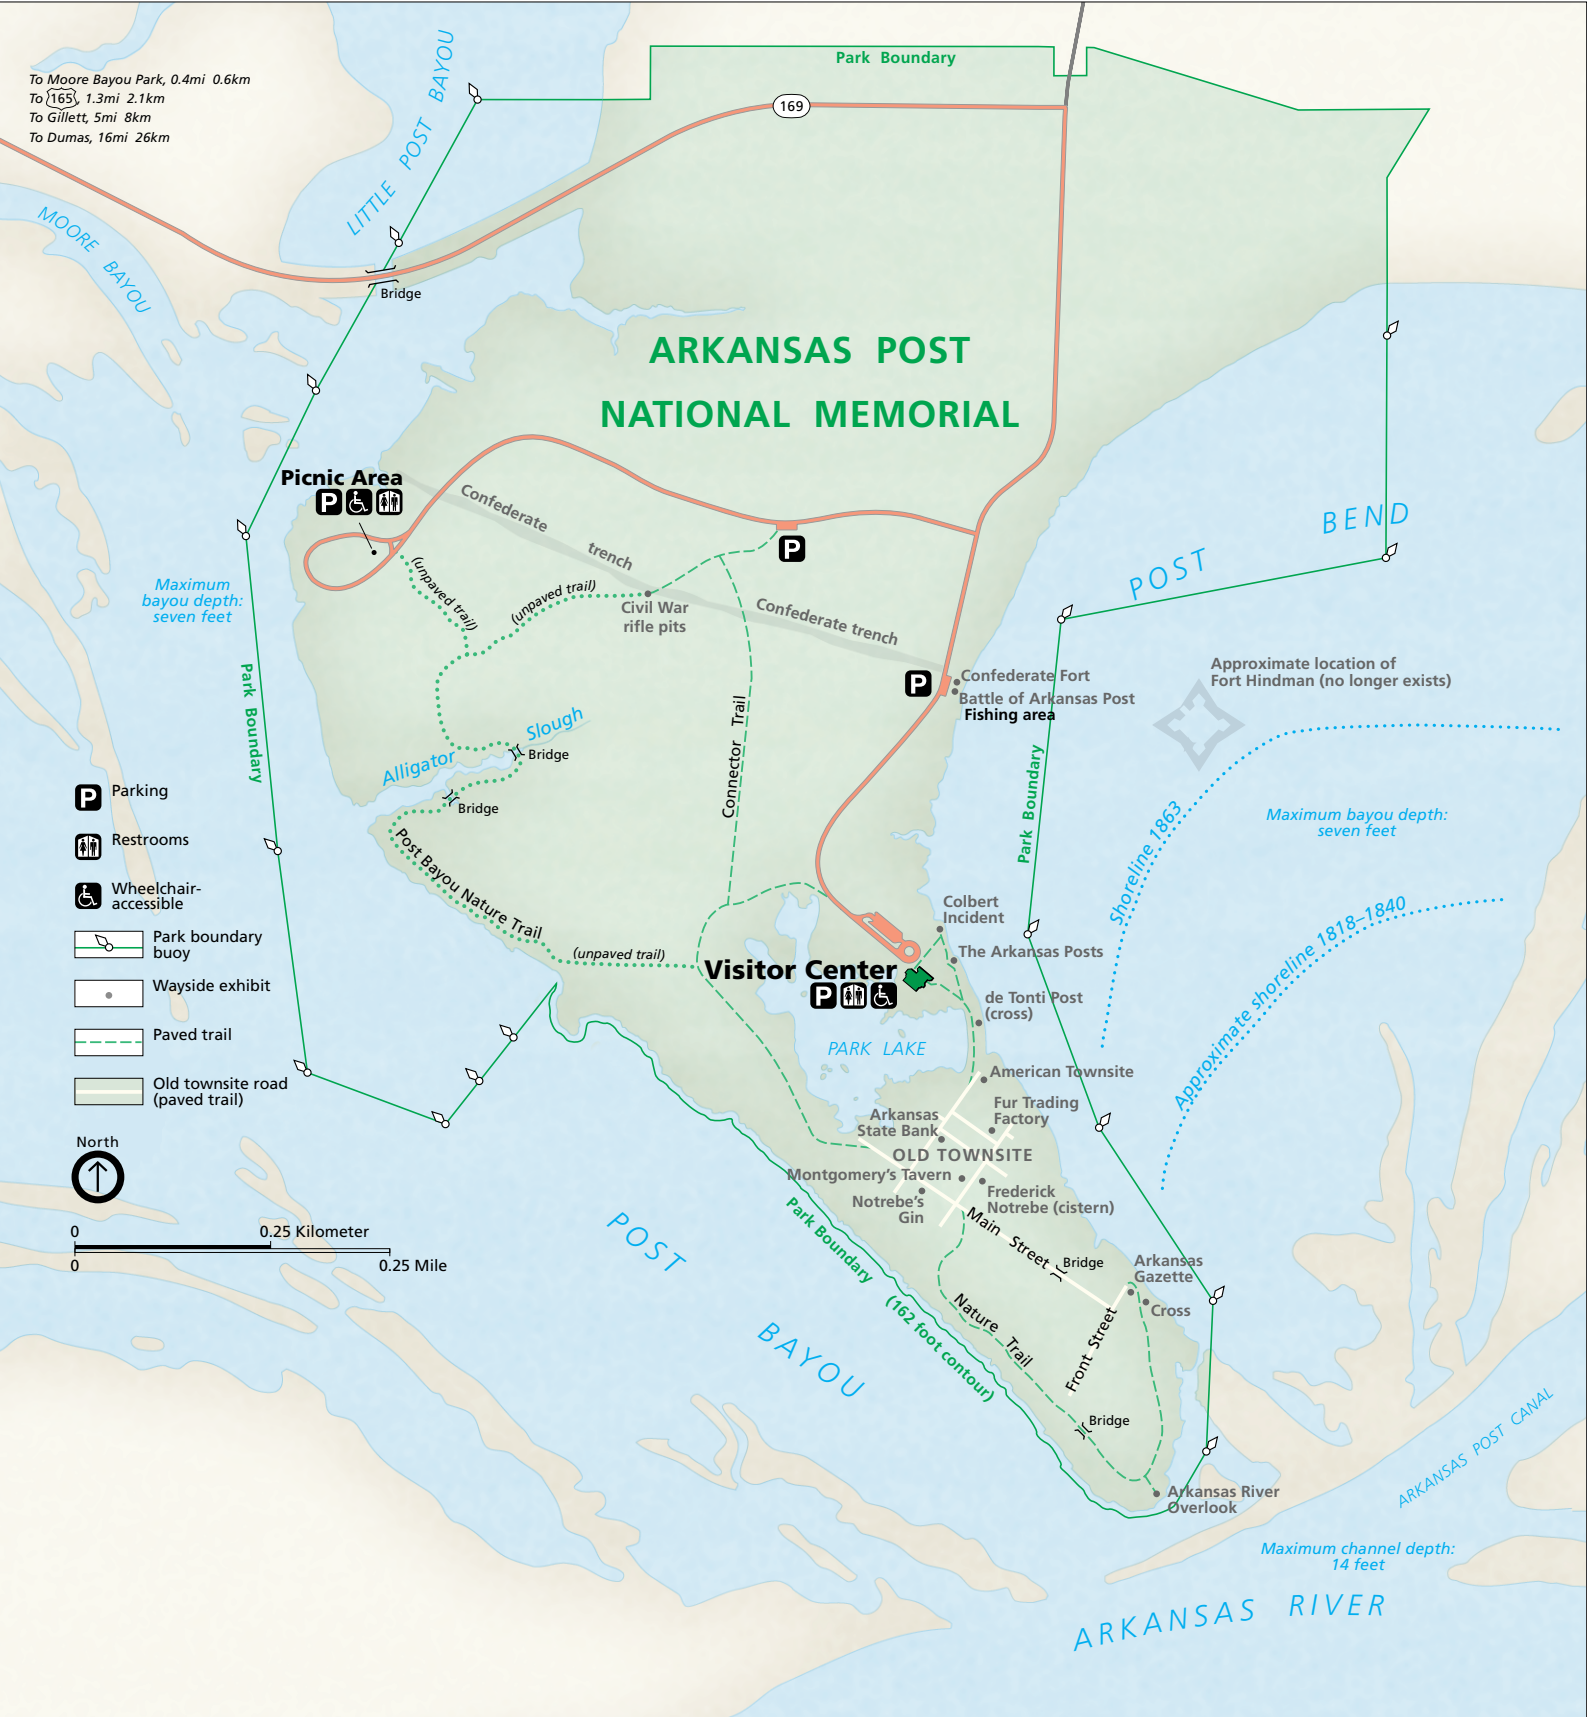 To Moore Bayou Park, 0.4mi 0.6km
To 165, 1.3mi 2.1km
To Gillett, 5mi 8km
To Dumas, 16mi 26km
LITTLE POST BAYOU
Park Boundary
169
MOORE BAYOU
Bridge
ARKANSAS POST
NATIONAL MEMORIAL
Picnic Area
P
Confederate
trench
P
POST BEND
Maximum
bayou depth:
seven feet
(unpaved trail)
(unpaved trail)
Civil War
rifle pits
Confederate trench
Park Boundary
P
Confederate Fort
Battle of Arkansas Post
Fishing area
Approximate location of
Fort Hindman (no longer exists)
Alligator Slough
Bridge
Bridge
Connector Trail
Park Boundary
Shoreline 1863
Maximum bayou depth:
seven feet
P
Parking
Restrooms
Wheelchair-
accessible
Park boundary
buoy
Wayside exhibit
Paved trail
Old townsite road
(paved trail)
Post Bayou Nature Trail
(unpaved trail)
Colbert
Incident
The Arkansas Posts
Visitor Center
P
de Tonti Post
(cross)
Approximate shoreline 1818–1840
PARK LAKE
American Townsite
Fur Trading
Factory
Arkansas
State Bank
OLD TOWNSITE
Montgomery's Tavern
Notrebe's
Gin
Frederick
Notrebe (cistern)
North
0 0.25 Kilometer
0 0.25 Mile
Park Boundary (162 foot contour)
POST BAYOU
Main Street
Bridge
Arkansas
Gazette
Cross
Nature Trail
Front Street
Bridge
Arkansas River
Overlook
ARKANSAS POST CANAL
Maximum channel depth:
14 feet
ARKANSAS RIVER